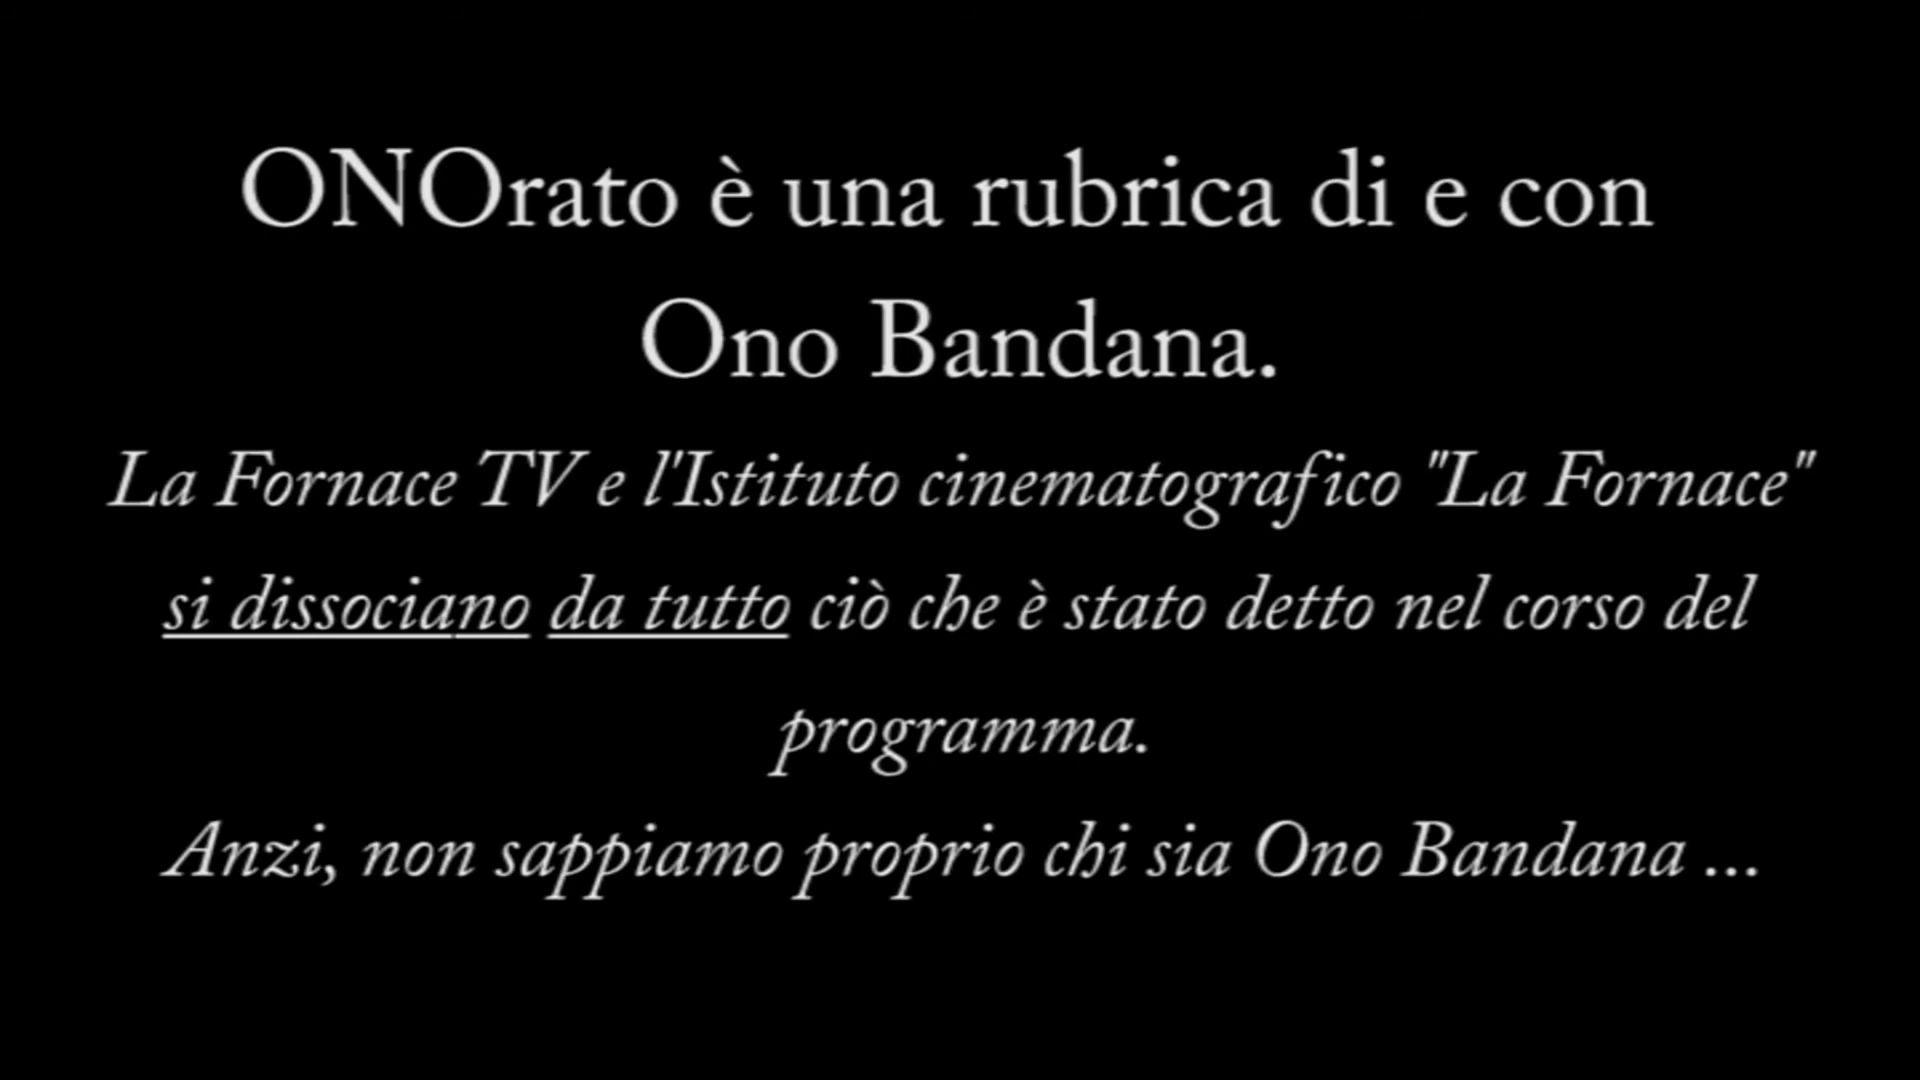 ONOrato è una rubrica di e con
Ono Bandana.
La Fornace TV e l'Istituto cinematografico "La Fornace"
si dissociano da tutto ciò che è stato detto nel corso del
programma.
Anzi, non sappiamo proprio chi sia Ono Bandana ...